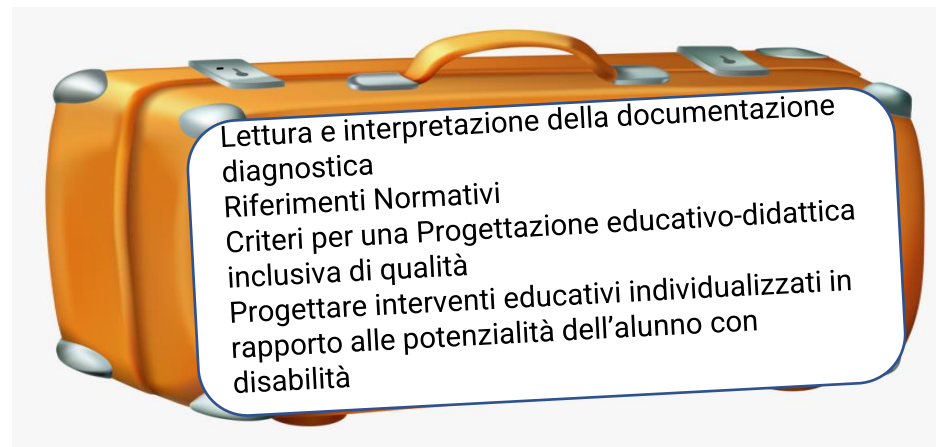 Lettura e interpretazione della documentazione
diagnostica
Riferimenti Normativi
Criteri per una Progettazione educativo-didattica
inclusiva di qualità
Progettare interventi educativi individualizzati in
rapporto alle potenzialità dell’alunno con
disabilità